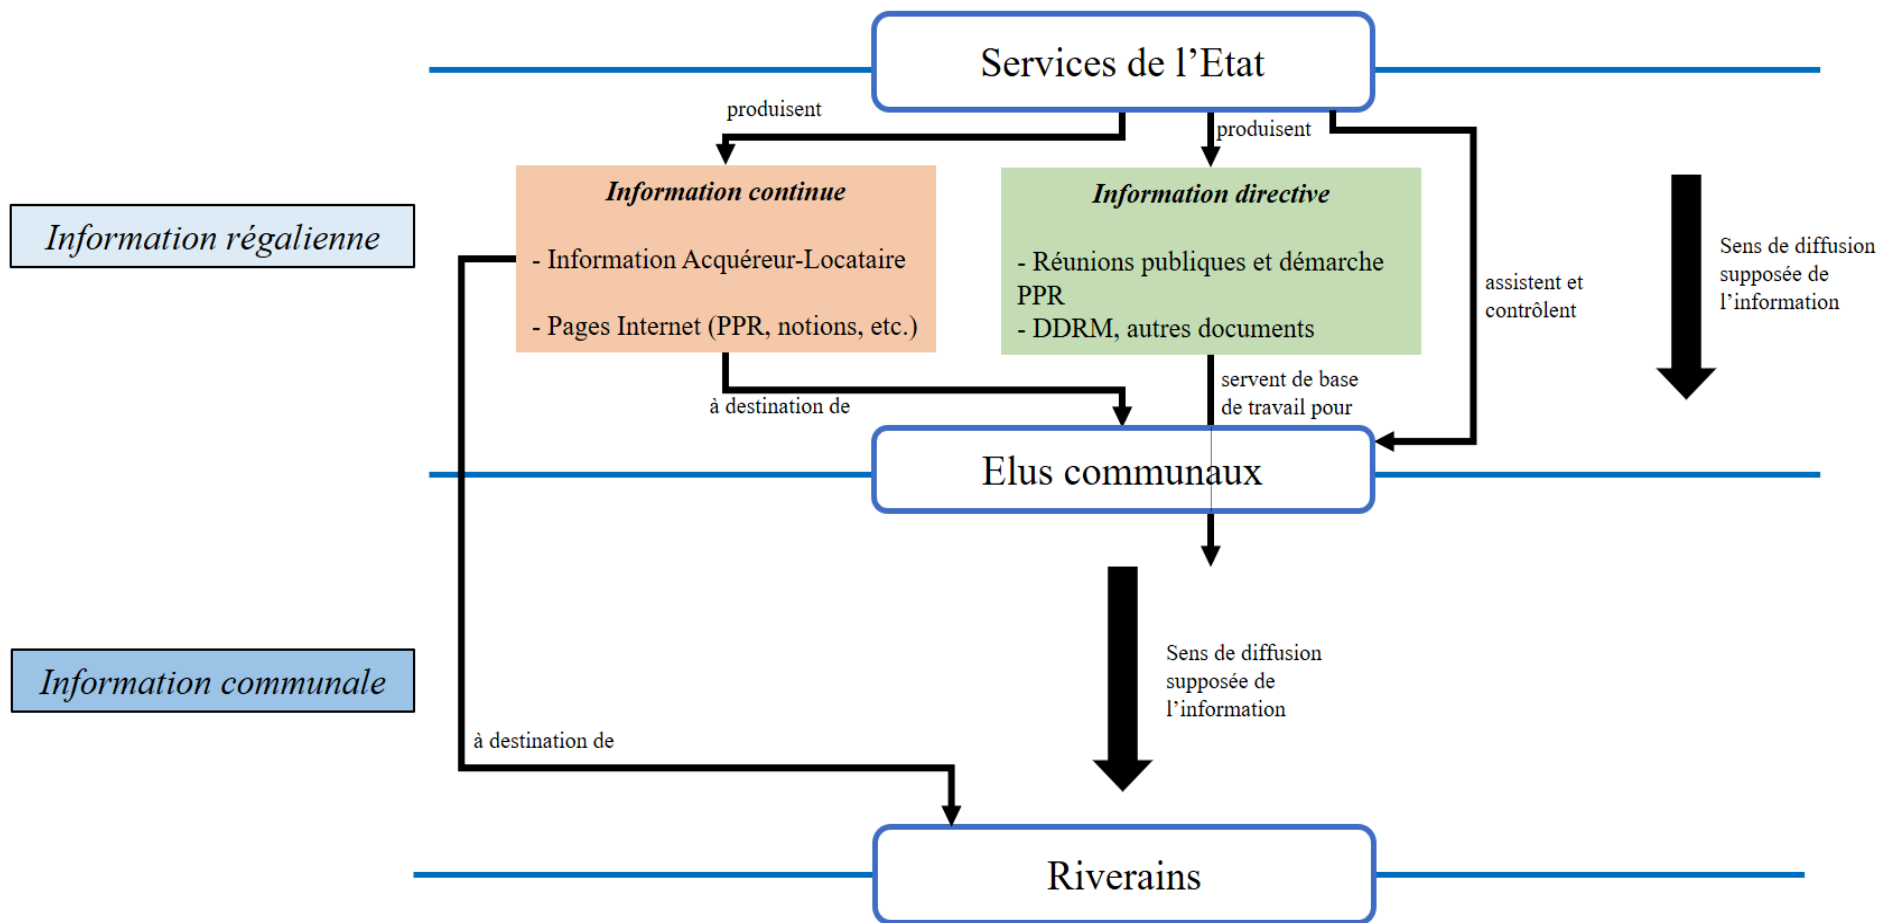 Services de l’Etat
produisent
produisent
Information continue
- Information Acquéreur-Locataire
- Pages Internet (PPR, notions, etc.)
Information directive
- Réunions publiques et démarche
PPR
- DDRM, autres documents
Information régalienne
assistent et
contrôlent
Sens de diffusion
supposée de
l’information
à destination de
servent de base
de travail pour
Elus communaux
Information communale
Sens de diffusion
supposée de
l’information
à destination de
Riverains